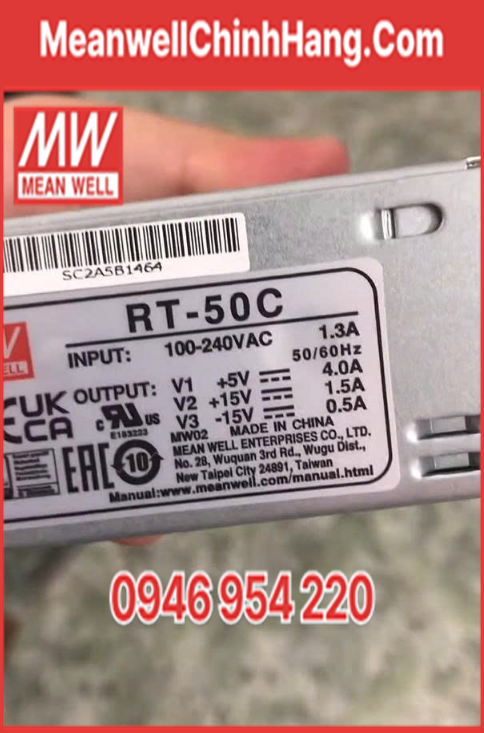 MeanwellChinhHang.Com
MW
MEAN WELL
SC2A5B1464
RT-50C
INPUT: 100-240VAC 1.3A
50/60Hz
OUTPUT: V1 +5V 4.0A
V2 +15V 1.5A
V3 -15V 0.5A
UK
CA
c US
E183223
MW02 MADE IN CHINA
MEAN WELL ENTERPRISES CO., LTD.
No. 28, Wuquan 3rd Rd., Wugu Dist.,
New Taipei City 24891, Taiwan
EAC
10
Manual:www.meanwell.com/manual.html
0946 954 220